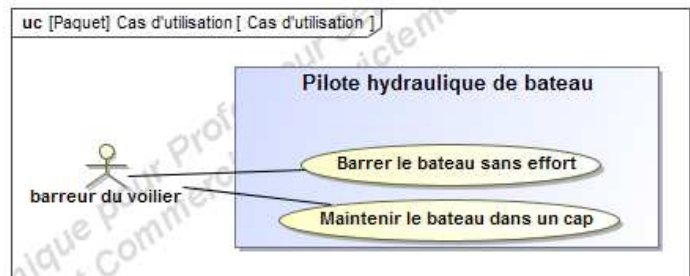 uc [Paquet] Cas d'utilisation [ Cas d'utilisation ]
Pilote hydraulique de bateau
Barrer le bateau sans effort
barreur du voilier
Maintenir le bateau dans un cap